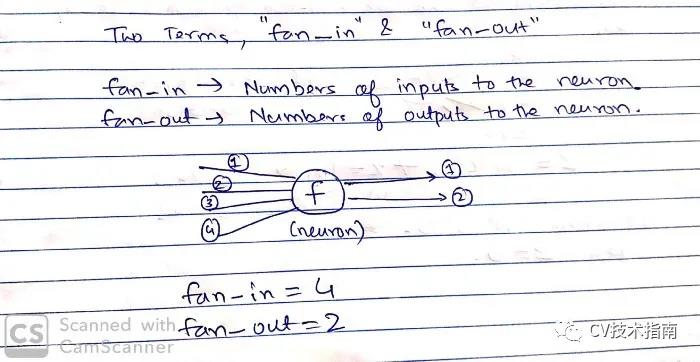 Two Terms, "fan_in" & "fan-out"
fan-in → Numbers of inputs to the neuron.
fan-out → Numbers of outputs to the neuron.
①
②
③
④
f
(neuron)
①
②
fan-in = 4
fan-out = 2
CS Scanned with CamScanner
CV技术指南